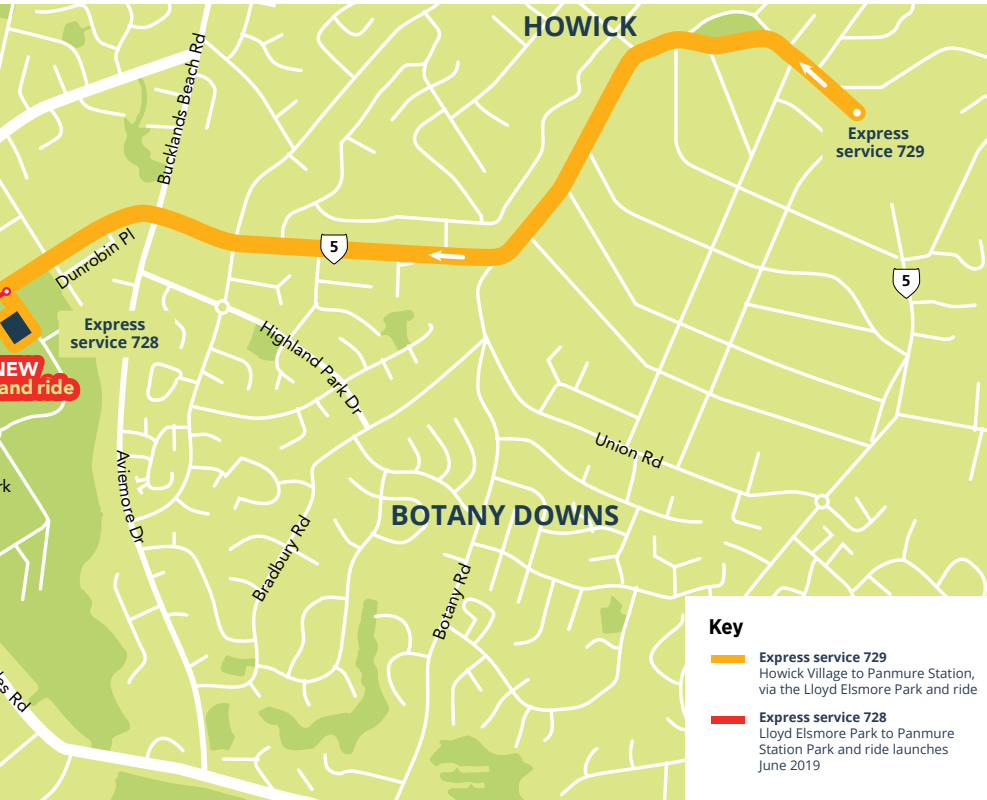 HOWICK
Bucklands Beach Rd
Express
service 729
5
Dunrobin Pl
5
Express
service 728
Highland Park Dr
NEW
and ride
Union Rd
Aviemore Dr
BOTANY DOWNS
Bradbury Rd
Botany Rd
Key
Express service 729
Howick Village to Panmure Station,
via the Lloyd Elsmore Park and ride
Express service 728
Lloyd Elsmore Park to Panmure
Station Park and ride launches
June 2019
Rd